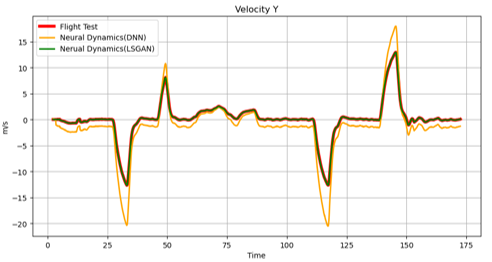 Velocity Y
Flight Test
Neural Dynamics(DNN)
Nerual Dynamics(LSGAN)
m/s
15
10
5
0
−5
−10
−15
−20
0
25
50
75
100
125
150
175
Time